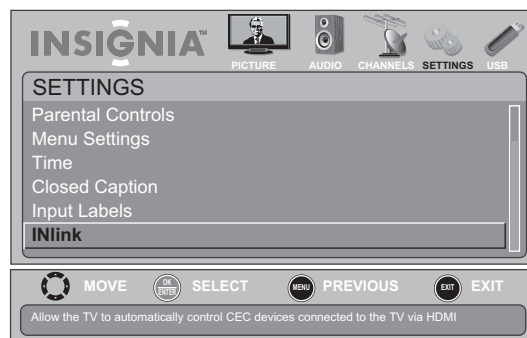 INSIGNIA™
PICTURE AUDIO CHANNELS SETTINGS USB
SETTINGS
Parental Controls
Menu Settings
Time
Closed Caption
Input Labels
INlink
MOVE OK ENTER SELECT MENU PREVIOUS EXIT EXIT
Allow the TV to automatically control CEC devices connected to the TV via HDMI